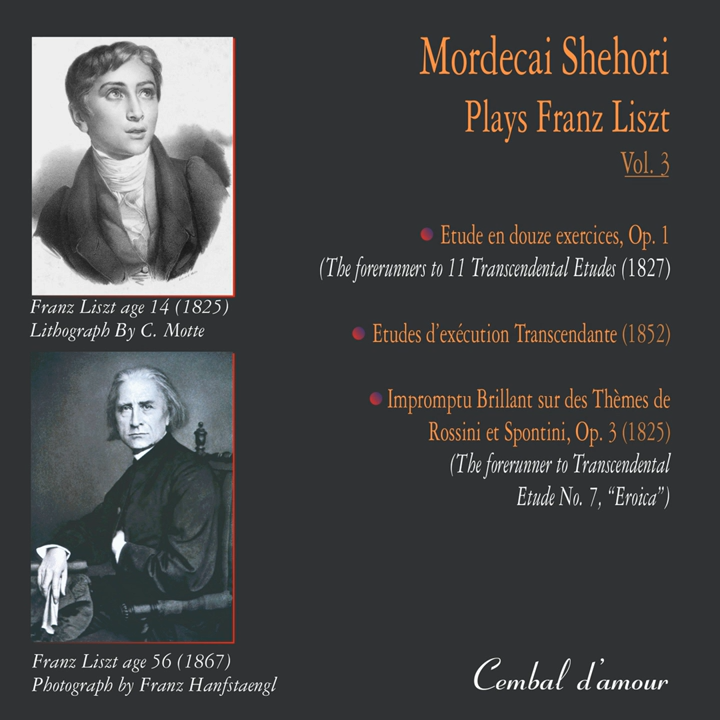 Mordecai Shehori
Plays Franz Liszt
Vol. 3
Etude en douze exercices, Op. 1
(The forerunners to 11 Transcendental Etudes (1827)
Etudes d'exécution Transcendante (1852)
Impromptu Brillant sur des Thèmes de
Rossini et Spontini, Op. 3 (1825)
(The forerunner to Transcendental
Etude No. 7, “Eroica”)
Franz Liszt age 14 (1825)
Lithograph By C. Motte
Franz Liszt age 56 (1867)
Photograph by Franz Hanfstaengl
Cembal d'amour